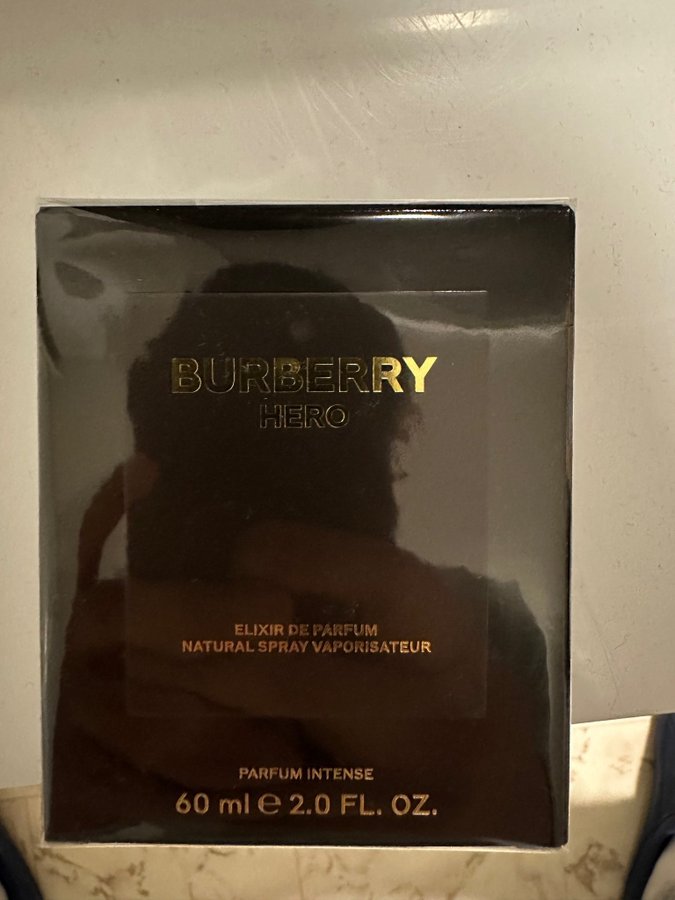 BURBERRY
HERO
ELIXIR DE PARFUM
NATURAL SPRAY VAPORISATEUR
PARFUM INTENSE
60 ml ℮ 2.0 FL. OZ.